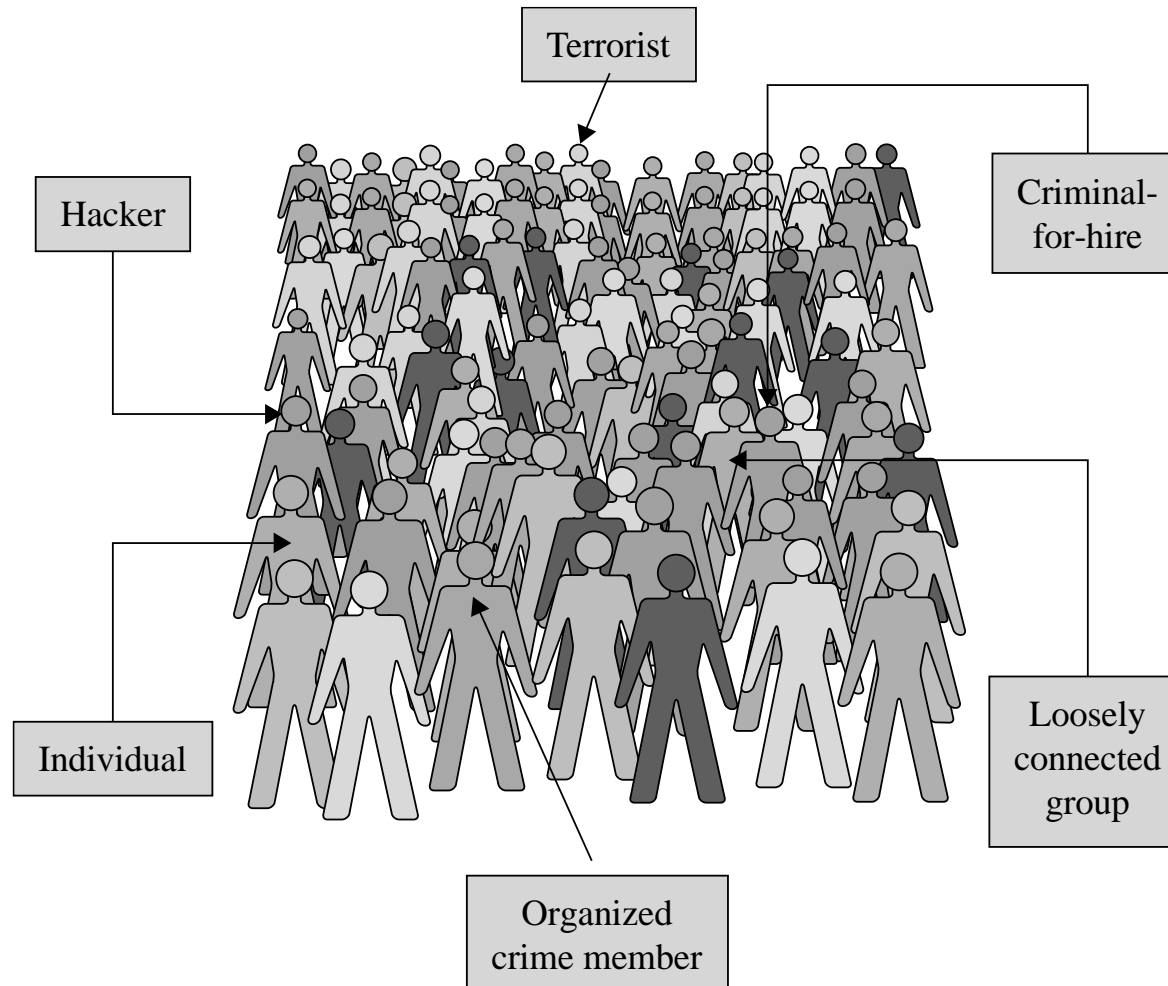 Terrorist
Hacker
Criminal-
for-hire
Individual
Loosely
connected
group
Organized
crime member